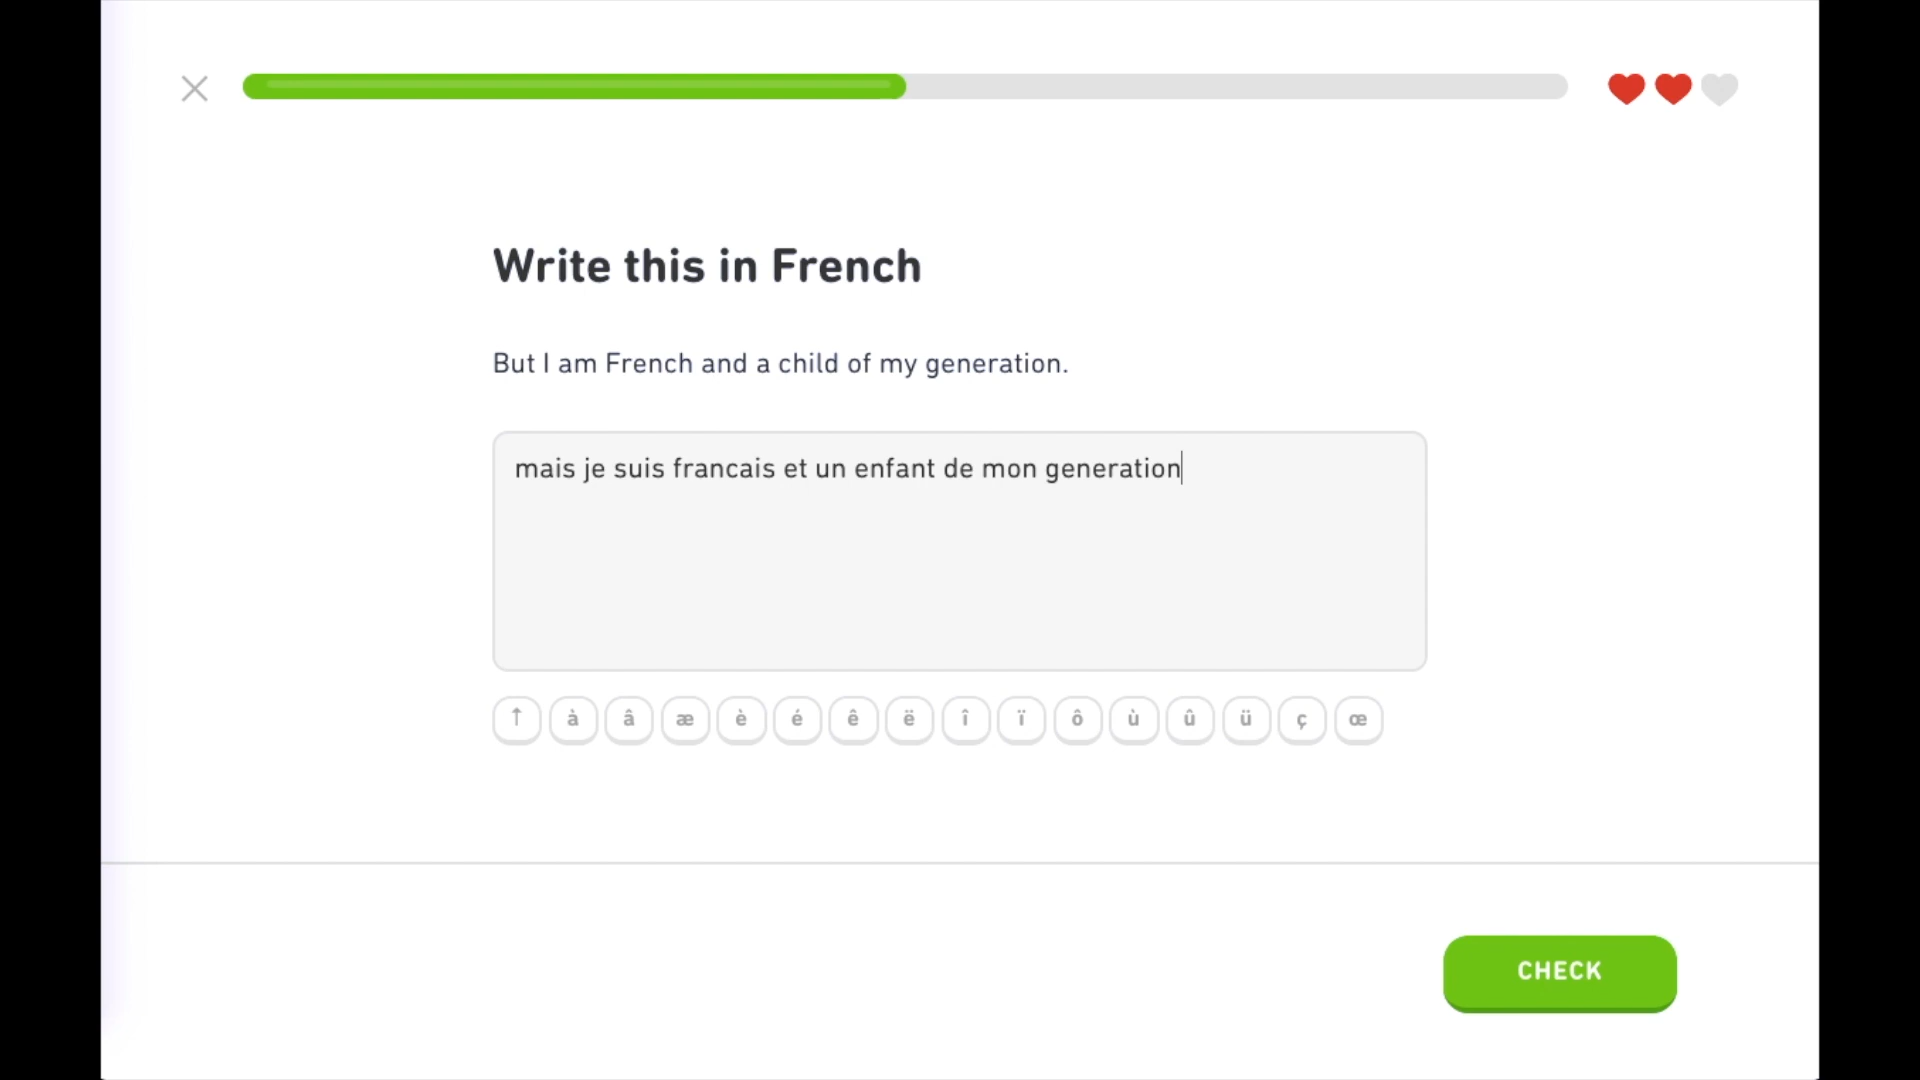 Write this in French
But I am French and a child of my generation.
mais je suis francais et un enfant de mon generation
↑ à â æ è é ê ë î ï ô ù û ü ç œ
CHECK